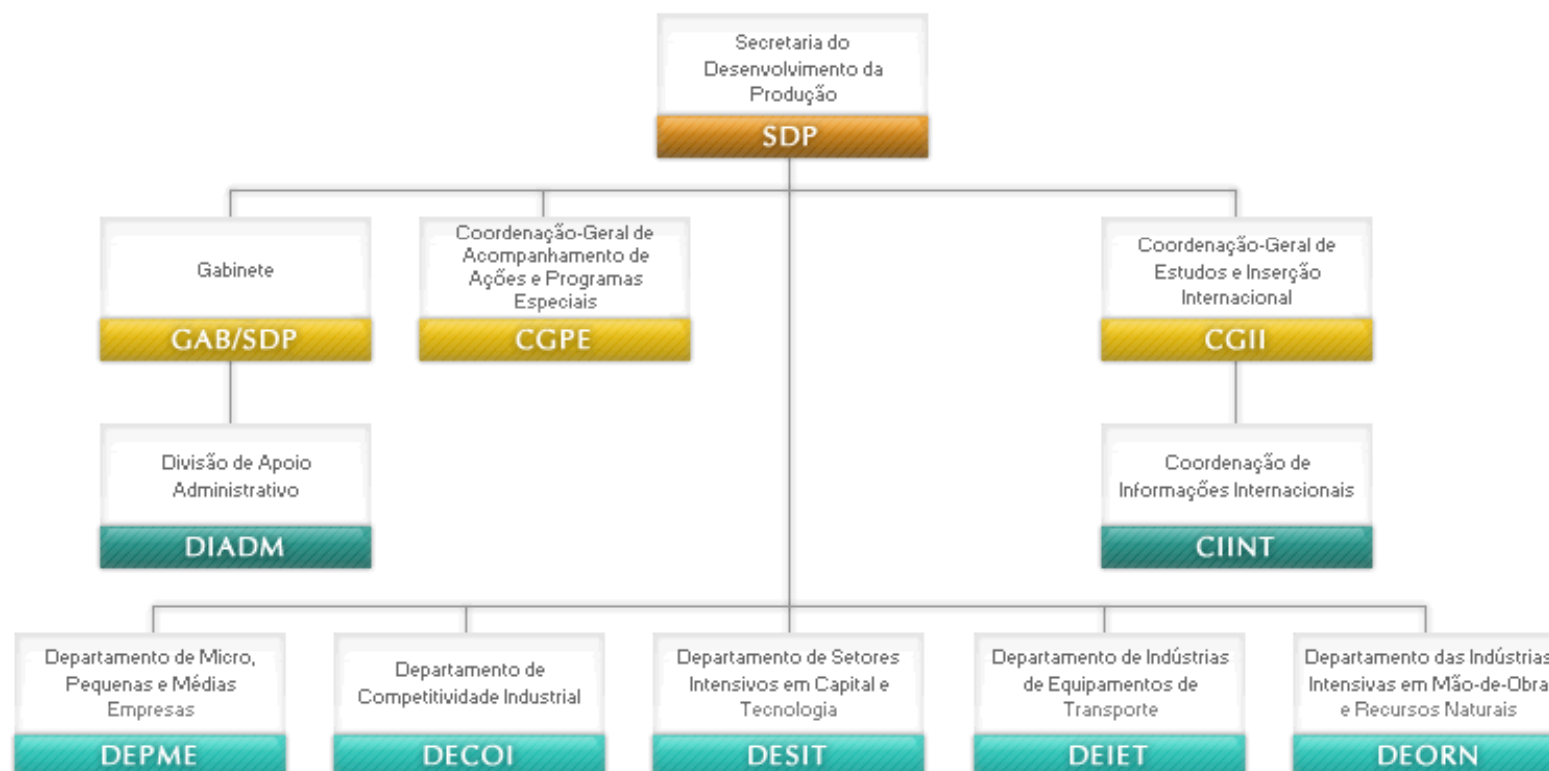 Secretaria do
Desenvolvimento da
Produção
SDP
Gabinete
GAB/SDP
Coordenação-Geral de
Acompanhamento de
Ações e Programas
Especiais
CGPE
Coordenação-Geral de
Estudos e Inserção
Internacional
CGII
Divisão de Apoio
Administrativo
DIADM
Coordenação de
Informações Internacionais
CIINT
Departamento de Micro,
Pequenas e Médias
Empresas
DEPME
Departamento de
Competitividade Industrial
DECOI
Departamento de Setores
Intensivos em Capital e
Tecnologia
DESIT
Departamento de Indústrias
de Equipamentos de
Transporte
DEIET
Departamento das Indústrias
Intensivas em Mão-de-Obra
e Recursos Naturais
DEORN